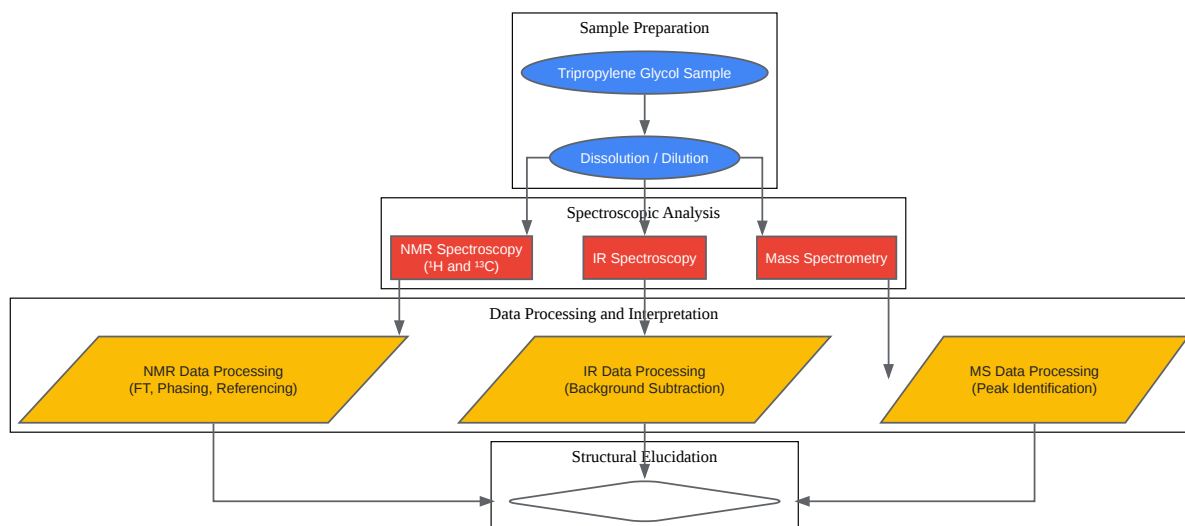 Sample Preparation
Tripropylene Glycol Sample
Dissolution / Dilution
Spectroscopic Analysis
NMR Spectroscopy
(¹H and ¹³C)
IR Spectroscopy
Mass Spectrometry
Data Processing and Interpretation
NMR Data Processing
(FT, Phasing, Referencing)
IR Data Processing
(Background Subtraction)
MS Data Processing
(Peak Identification)
Structural Elucidation